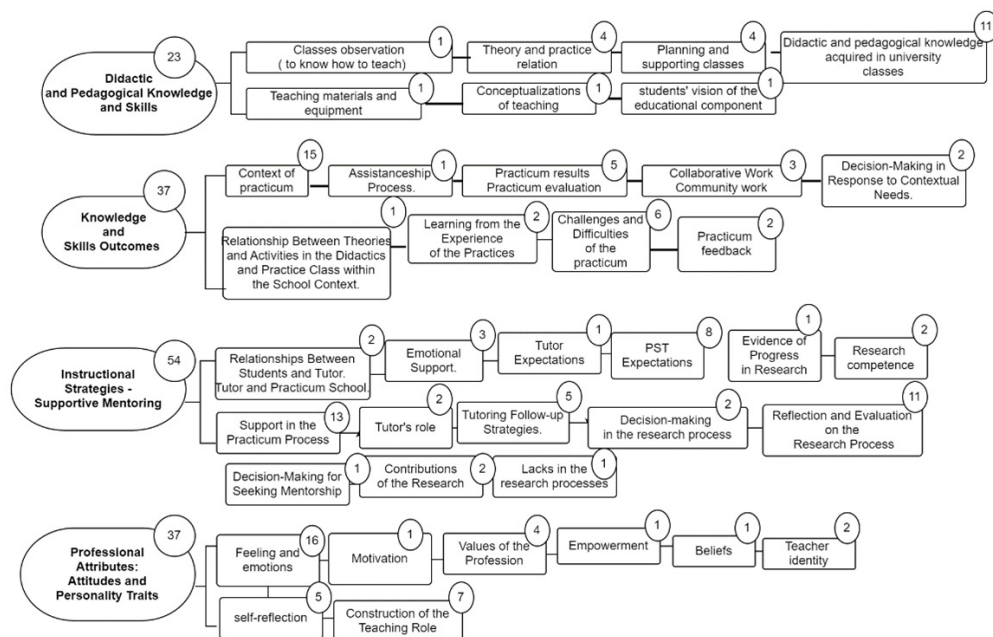 23
Didactic
and Pedagogical Knowledge
and Skills
1
Classes observation
( to know how to teach)
4
Theory and practice
relation
4
Planning and
supporting classes
11
Didactic and pedagogical knowledge
acquired in university
classes
1
Teaching materials and
equipment
1
Conceptualizations
of teaching
1
students' vision of the
educational component
37
Knowledge
and
Skills Outcomes
15
Context of
practicum
1
Assistanceship
Process.
5
Practicum results
Practicum evaluation
3
Collaborative Work
Community work
2
Decision-Making in
Response to Contextual
Needs.
1
Relationship Between Theories
and Activities in the Didactics
and Practice Class within
the School Context.
2
Learning from the
Experience
of the Practices
6
Challenges and
Difficulties
of the
practicum
2
Practicum
feedback
54
Instructional
Strategies -
Supportive Mentoring
2
Relationships Between
Students and Tutor.
Tutor and Practicum School.
3
Emotional
Support.
1
Tutor
Expectations
8
PST
Expectations
1
Evidence of
Progress
in Research
2
Research
competence
13
Support in the
Practicum Process
2
Tutor's role
5
Tutoring Follow-up
Strategies.
2
Decision-making
in the research process
11
Reflection and Evaluation
on the
Research Process
1
Decision-Making for
Seeking Mentorship
2
Contributions
of the Research
1
Lacks in the
research processes
37
Professional
Attributes:
Attitudes and
Personality Traits
16
Feeling and
emotions
1
Motivation
4
Values of the
Profession
1
Empowerment
1
Beliefs
2
Teacher
identity
5
self-reflection
7
Construction of the
Teaching Role